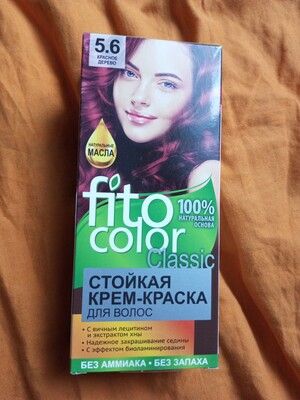 5.6
КРАСНОЕ
ДЕРЕВО
НАТУРАЛЬНЫЕ
МАСЛА
fito
color
Classic
100%
НАТУРАЛЬНАЯ
ОСНОВА
СТОЙКАЯ
КРЕМ-КРАСКА
ДЛЯ ВОЛОС
• С яичным лецитином
и экстрактом хны
• Надежное закрашивание седины
• С эффектом биоламинирования
БЕЗ АММИАКА • БЕЗ ЗАПАХА